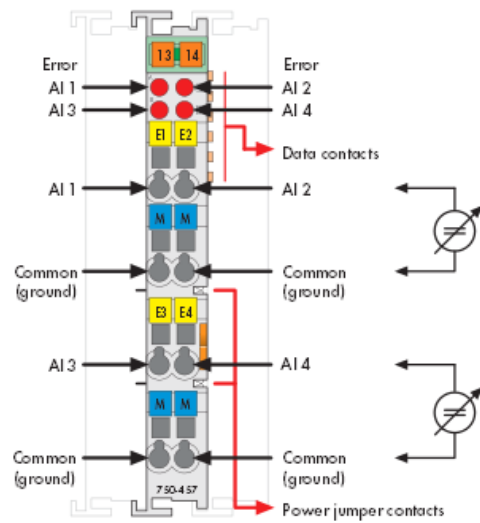 13 14
Error Error
AI 1 AI 2
AI 3 AI 4
E1 E2
Data contacts
AI 1 AI 2
M M
Common Common
(ground) (ground)
E3 E4
AI 3 AI 4
M M
Common Common
(ground) (ground)
750-457
Power jumper contacts